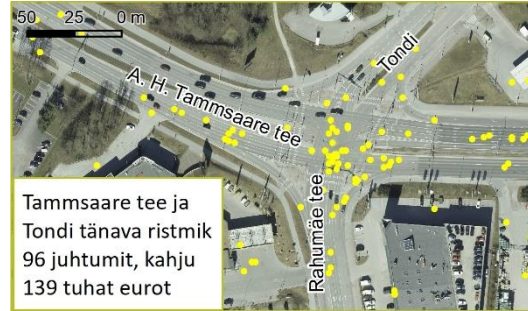 50 25 0 m
Tondi
A. H. Tammsaare tee
Rahumäe tee
Tammsaare tee ja
Tondi tänava ristmik
96 juhtumit, kahju
139 tuhat eurot